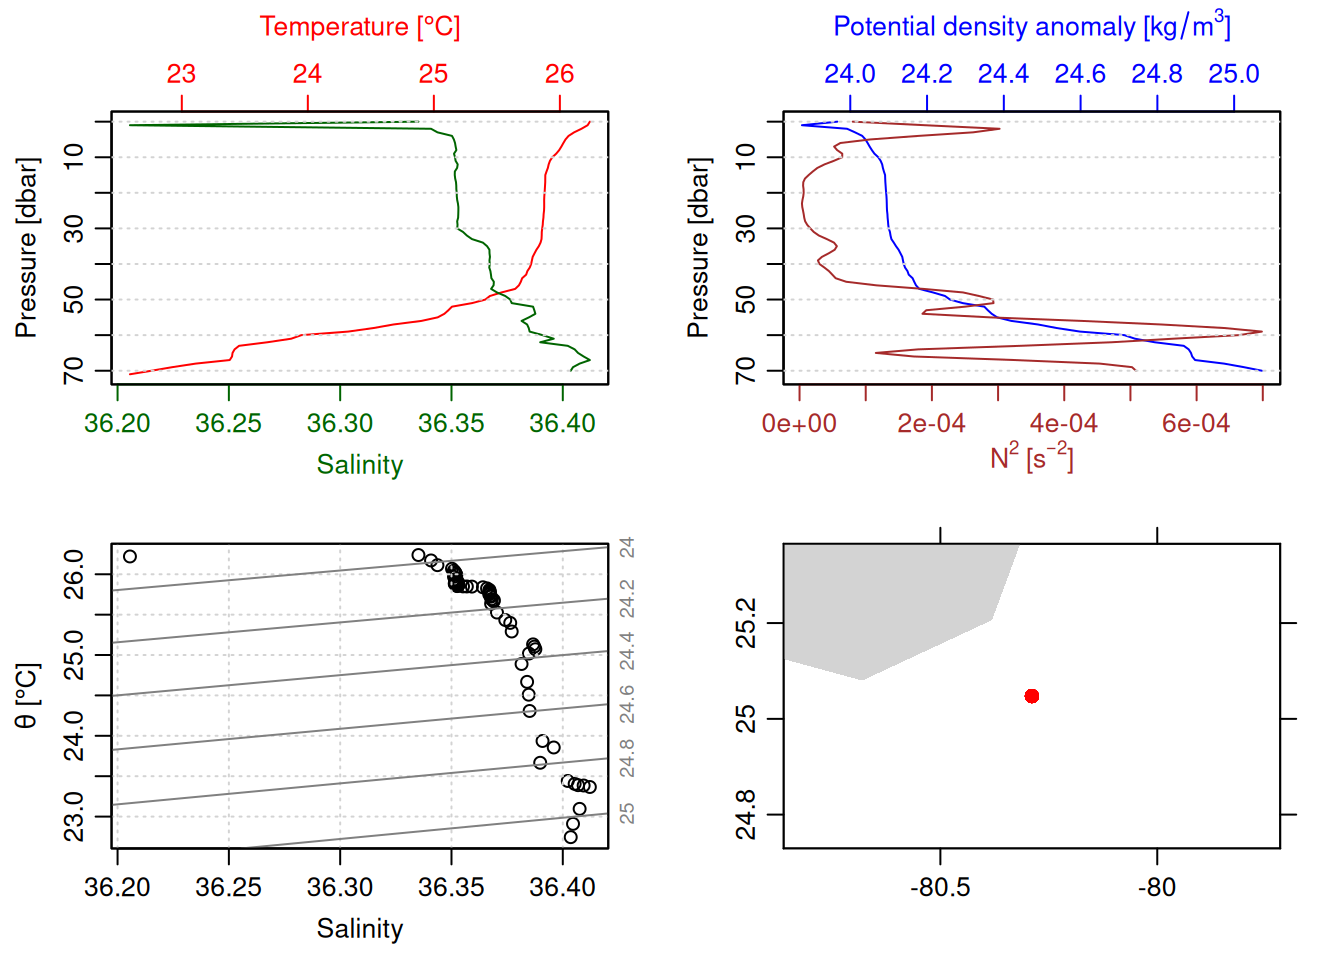 Temperature [°C]
23 24 25 26
Pressure [dbar]
10 30 50 70
36.20 36.25 36.30 36.35 36.40
Salinity
Potential density anomaly [kg/m³]
24.0 24.2 24.4 24.6 24.8 25.0
Pressure [dbar]
10 30 50 70
0e+00 2e-04 4e-04 6e-04
N² [s⁻²]
θ [°C]
26.0 25.0 24.0 23.0
24 24.2 24.4 24.6 24.8 25
36.20 36.25 36.30 36.35 36.40
Salinity
25.2 25 24.8
-80.5 -80